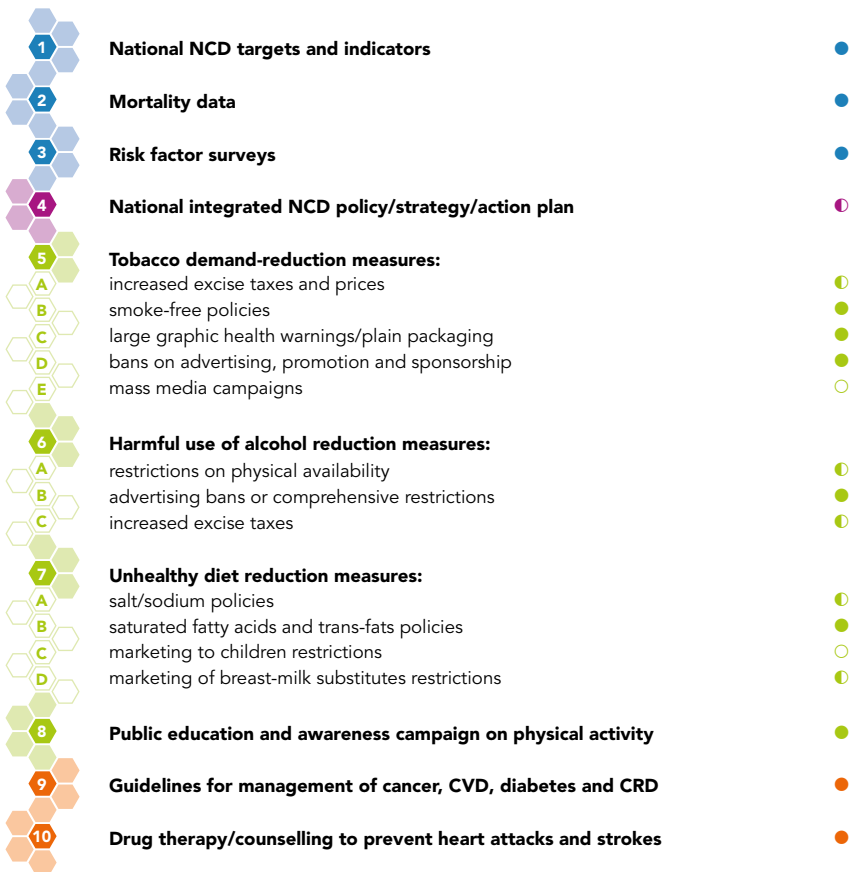 1 National NCD targets and indicators
2 Mortality data
3 Risk factor surveys
4 National integrated NCD policy/strategy/action plan
5 Tobacco demand-reduction measures:
A increased excise taxes and prices
B smoke-free policies
C large graphic health warnings/plain packaging
D bans on advertising, promotion and sponsorship
E mass media campaigns
6 Harmful use of alcohol reduction measures:
A restrictions on physical availability
B advertising bans or comprehensive restrictions
C increased excise taxes
7 Unhealthy diet reduction measures:
A salt/sodium policies
B saturated fatty acids and trans-fats policies
C marketing to children restrictions
D marketing of breast-milk substitutes restrictions
8 Public education and awareness campaign on physical activity
9 Guidelines for management of cancer, CVD, diabetes and CRD
10 Drug therapy/counselling to prevent heart attacks and strokes